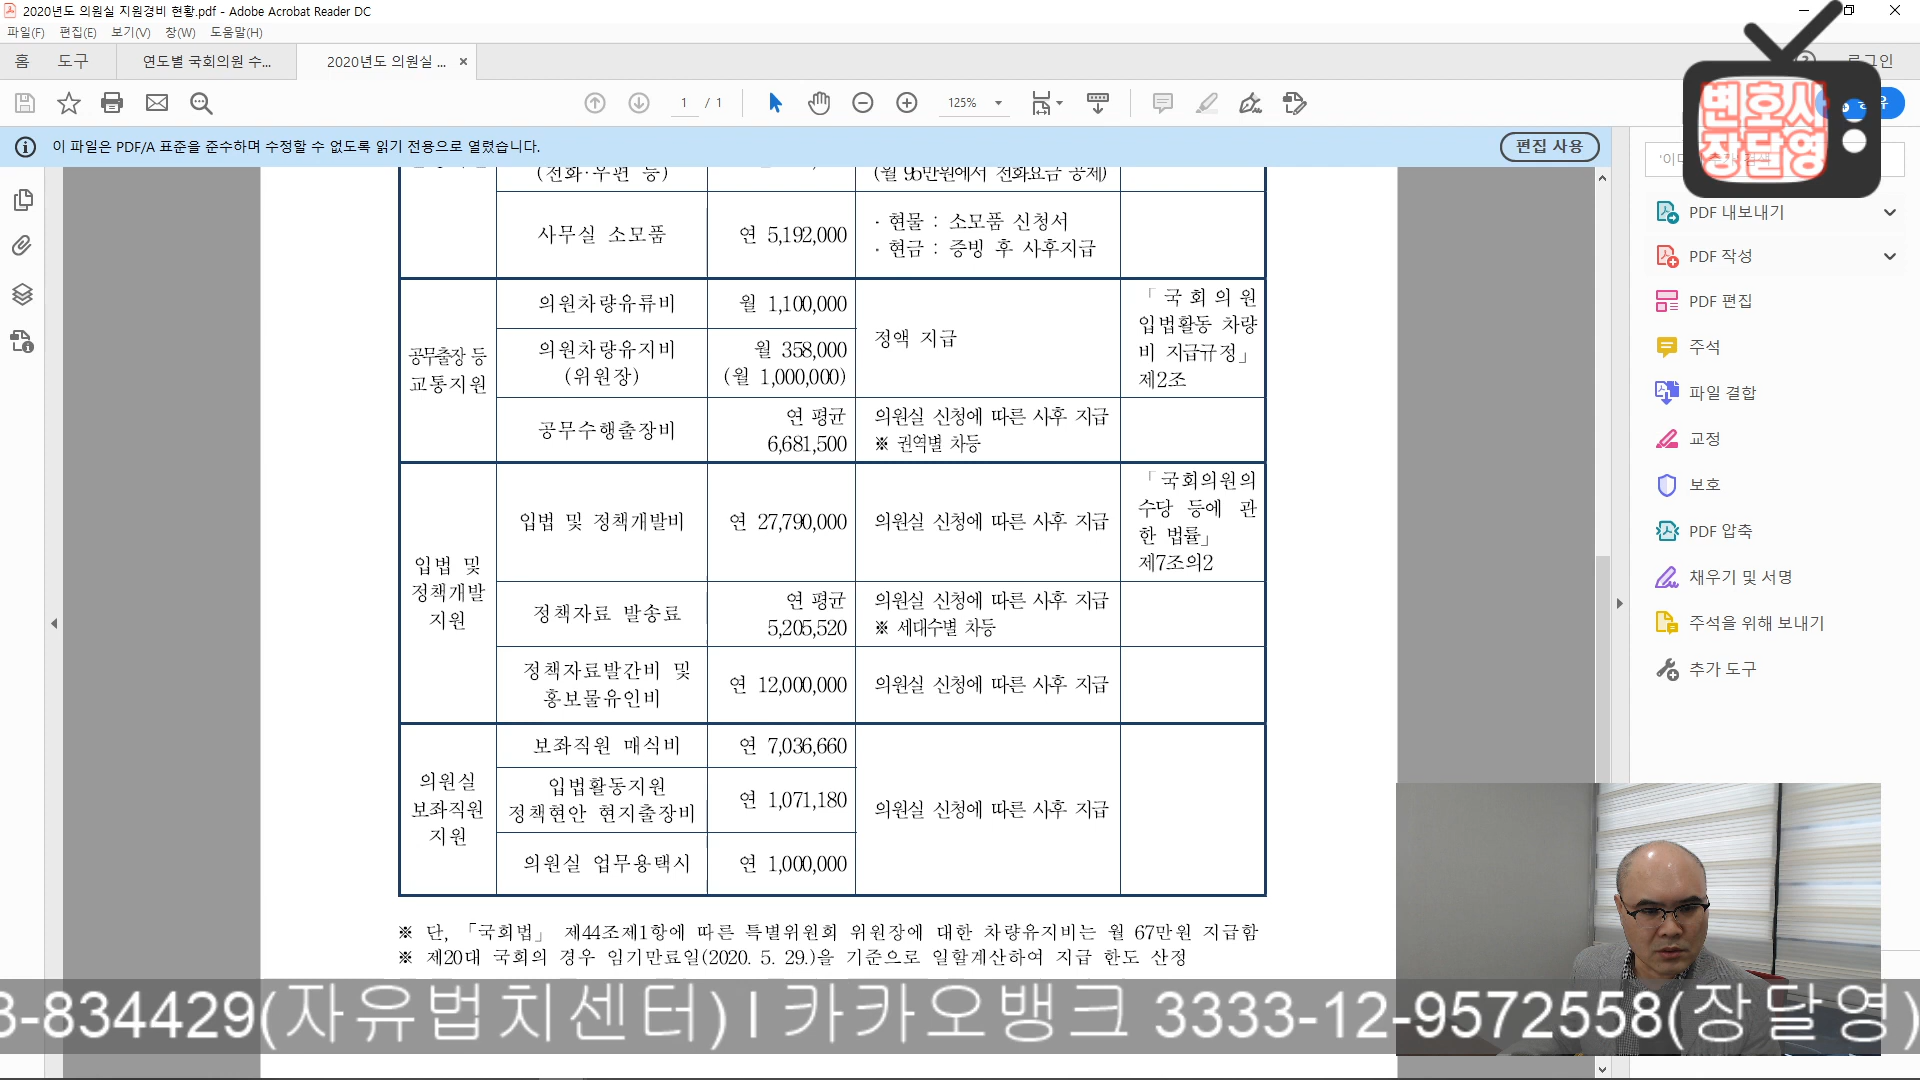 2020년도 의원실 지원경비 현황.pdf - Adobe Acrobat Reader DC
파일(F) 편집(E) 보기(V) 창(W) 도움말(H)
홈 도구 연도별 국회의원 수... 2020년도 의원실 ... × 로그인
1 / 1 125%
변호사
장달영
이 파일은 PDF/A 표준을 준수하며 수정할 수 없도록 읽기 전용으로 열렸습니다. 편집 사용
(전화·우편 등) (월 95만원에서 전화요금 공제)
사무실 소모품 연 5,192,000 · 현물 : 소모품 신청서
· 현금 : 증빙 후 사후지급
공무출장 등
교통지원
의원차량유류비 월 1,100,000 정액 지급
「국회의원
입법활동 차량
비 지급규정」
제2조
의원차량유지비
(위원장)
월 358,000
(월 1,000,000)
공무수행출장비 연 평균
6,681,500
의원실 신청에 따른 사후 지급
※ 권역별 차등
입법 및
정책개발
지원
입법 및 정책개발비 연 27,790,000 의원실 신청에 따른 사후 지급
「국회의원의
수당 등에 관
한 법률」
제7조의2
정책자료 발송료 연 평균
5,205,520
의원실 신청에 따른 사후 지급
※ 세대수별 차등
정책자료발간비 및
홍보물유인비
연 12,000,000 의원실 신청에 따른 사후 지급
의원실
보좌직원
지원
보좌직원 매식비 연 7,036,660
입법활동지원
정책현안 현지출장비
연 1,071,180 의원실 신청에 따른 사후 지급
의원실 업무용택시 연 1,000,000
※ 단, 「국회법」 제44조제1항에 따른 특별위원회 위원장에 대한 차량유지비는 월 67만원 지급함
※ 제20대 국회의 경우 임기만료일(2020. 5. 29.)을 기준으로 일할계산하여 지급 한도 산정
PDF 내보내기
PDF 작성
PDF 편집
주석
파일 결합
교정
보호
PDF 압축
채우기 및 서명
주석을 위해 보내기
추가 도구
3-834429(자유법치센터) l 카카오뱅크 3333-12-9572558(장달영)